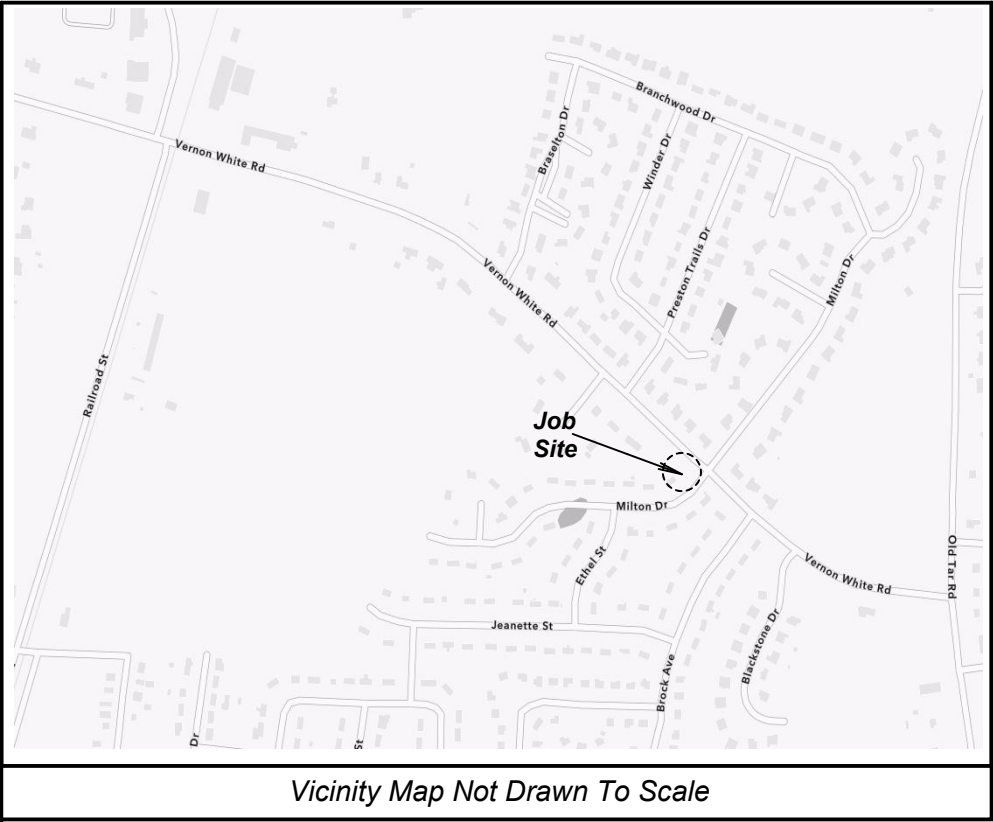 Branchwood Dr
Braselton Dr
Winder Dr
Vernon White Rd
Preston Trails Dr
Milton Dr
Vernon White Rd
Railroad St
Job
Site
Milton Dr
Ethel St
Old Tar Rd
Vernon White Rd
Jeanette St
Blackstone Dr
Brock Ave
Dr
St
Vicinity Map Not Drawn To Scale